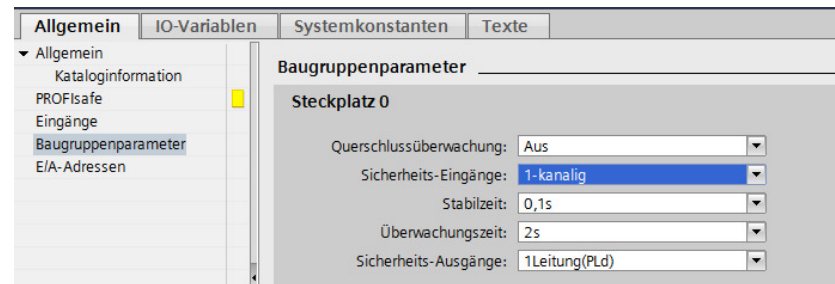 Allgemein IO-Variablen Systemkonstanten Texte
Allgemein
Kataloginformation
PROFIsafe
Eingänge
Baugruppenparameter
E/A-Adressen
Baugruppenparameter
Steckplatz 0
Querschlussüberwachung: Aus
Sicherheits-Eingänge: 1-kanalig
Stabilzeit: 0,1s
Überwachungszeit: 2s
Sicherheits-Ausgänge: 1Leitung(PLd)